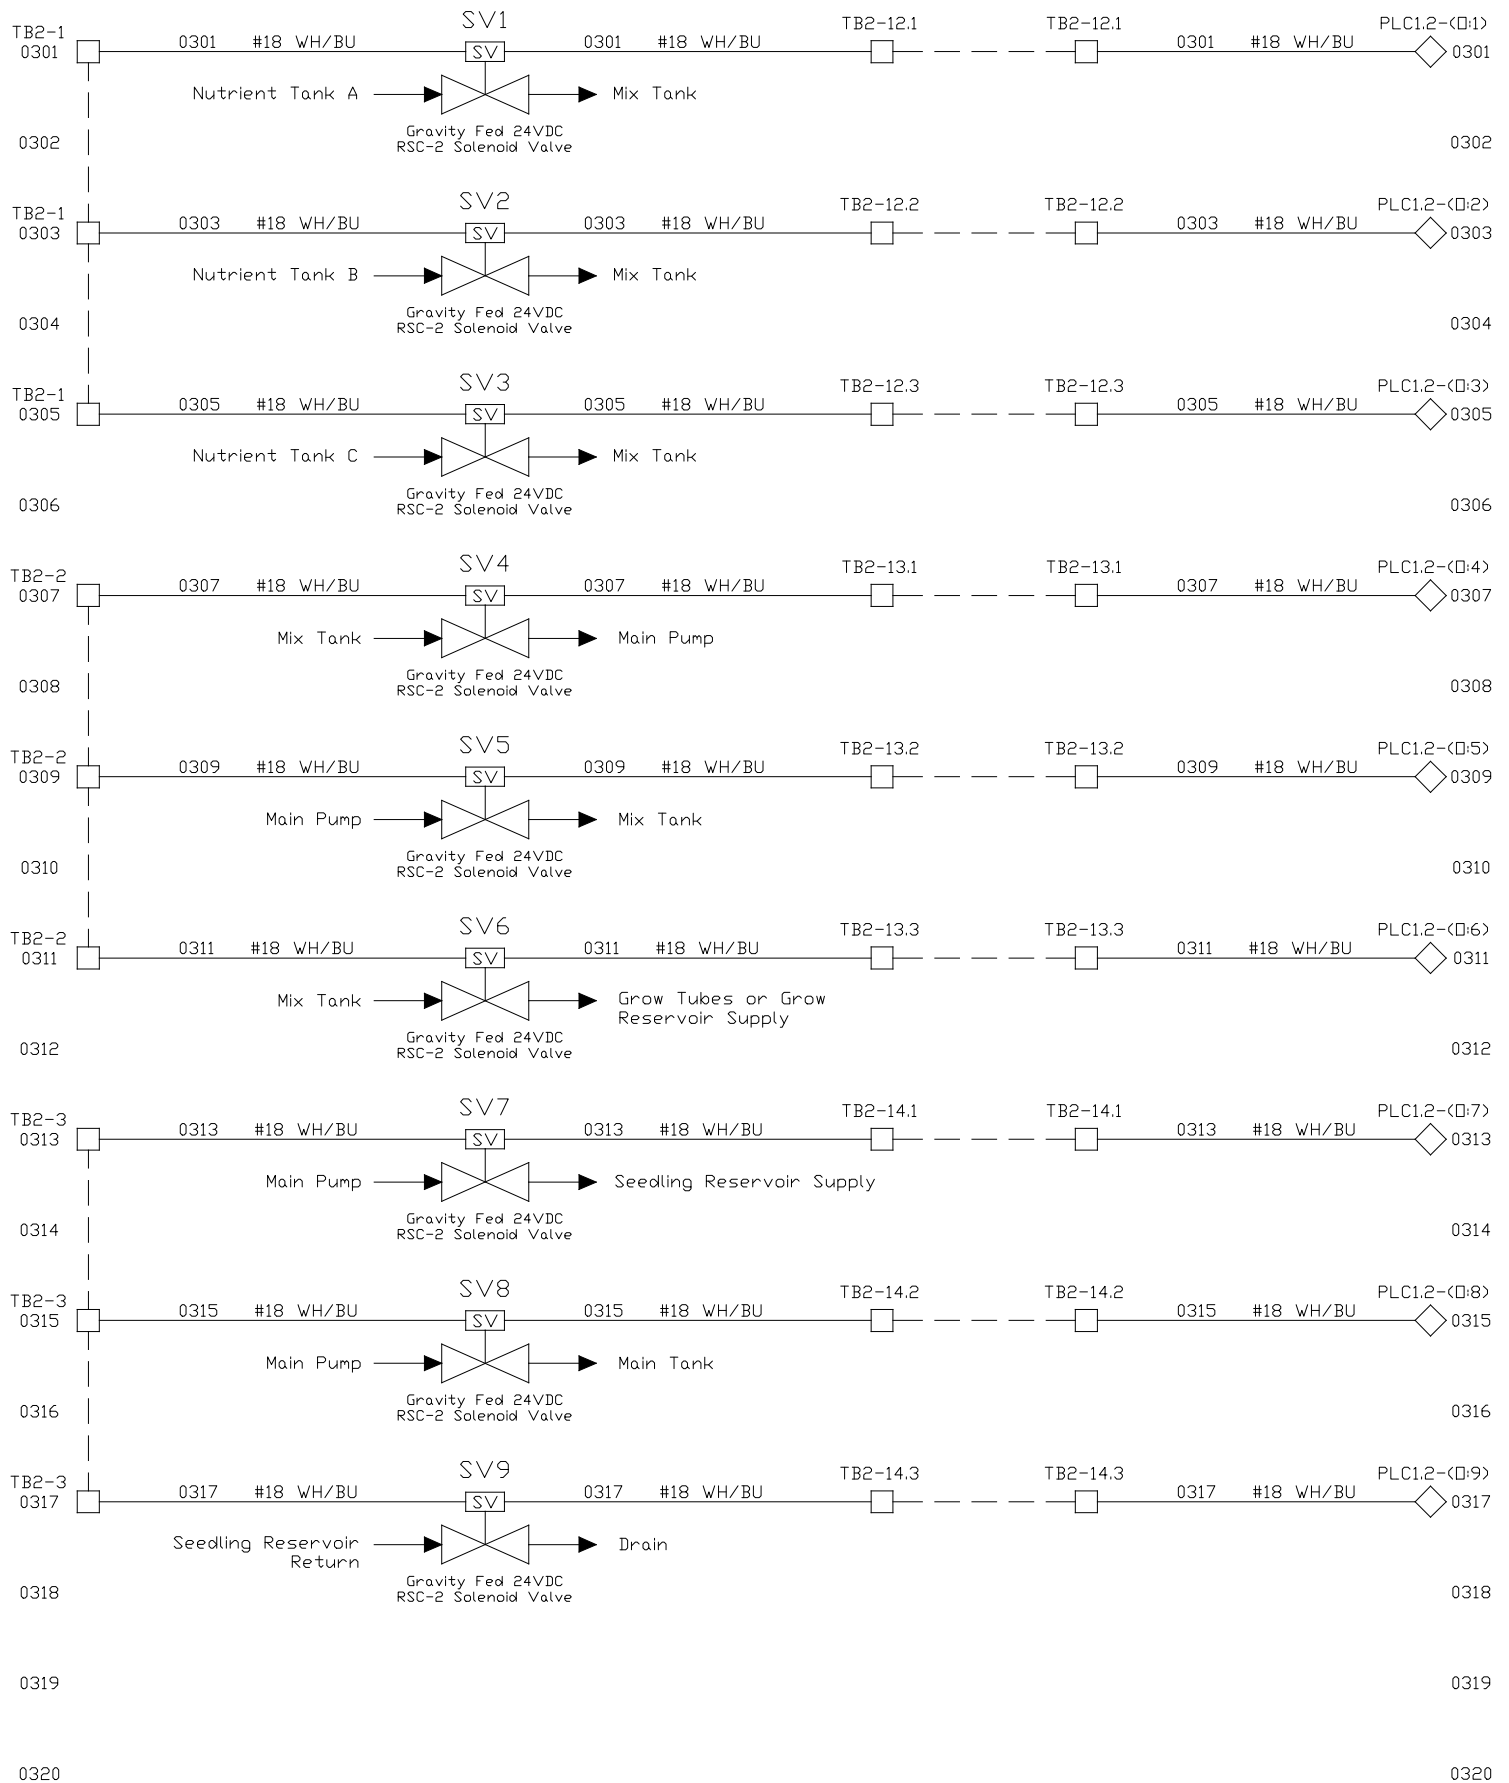 SV1
TB2-12.1
TB2-12.1
PLC1.2-(O:1)
TB2-1
0301
0301 #18 WH/BU
SV
0301 #18 WH/BU
0301 #18 WH/BU
0301
Nutrient Tank A
Mix Tank
Gravity Fed 24VDC
RSC-2 Solenoid Valve
0302
0302
SV2
TB2-12.2
TB2-12.2
PLC1.2-(O:2)
TB2-1
0303
0303 #18 WH/BU
SV
0303 #18 WH/BU
0303 #18 WH/BU
0303
Nutrient Tank B
Mix Tank
Gravity Fed 24VDC
RSC-2 Solenoid Valve
0304
0304
SV3
TB2-12.3
TB2-12.3
PLC1.2-(O:3)
TB2-1
0305
0305 #18 WH/BU
SV
0305 #18 WH/BU
0305 #18 WH/BU
0305
Nutrient Tank C
Mix Tank
Gravity Fed 24VDC
RSC-2 Solenoid Valve
0306
0306
SV4
TB2-13.1
TB2-13.1
PLC1.2-(O:4)
TB2-2
0307
0307 #18 WH/BU
SV
0307 #18 WH/BU
0307 #18 WH/BU
0307
Mix Tank
Main Pump
Gravity Fed 24VDC
RSC-2 Solenoid Valve
0308
0308
SV5
TB2-13.2
TB2-13.2
PLC1.2-(O:5)
TB2-2
0309
0309 #18 WH/BU
SV
0309 #18 WH/BU
0309 #18 WH/BU
0309
Main Pump
Mix Tank
Gravity Fed 24VDC
RSC-2 Solenoid Valve
0310
0310
SV6
TB2-13.3
TB2-13.3
PLC1.2-(O:6)
TB2-2
0311
0311 #18 WH/BU
SV
0311 #18 WH/BU
0311 #18 WH/BU
0311
Mix Tank
Grow Tubes or Grow
Reservoir Supply
Gravity Fed 24VDC
RSC-2 Solenoid Valve
0312
0312
SV7
TB2-14.1
TB2-14.1
PLC1.2-(O:7)
TB2-3
0313
0313 #18 WH/BU
SV
0313 #18 WH/BU
0313 #18 WH/BU
0313
Main Pump
Seedling Reservoir Supply
Gravity Fed 24VDC
RSC-2 Solenoid Valve
0314
0314
SV8
TB2-14.2
TB2-14.2
PLC1.2-(O:8)
TB2-3
0315
0315 #18 WH/BU
SV
0315 #18 WH/BU
0315 #18 WH/BU
0315
Main Pump
Main Tank
Gravity Fed 24VDC
RSC-2 Solenoid Valve
0316
0316
SV9
TB2-14.3
TB2-14.3
PLC1.2-(O:9)
TB2-3
0317
0317 #18 WH/BU
SV
0317 #18 WH/BU
0317 #18 WH/BU
0317
Seedling Reservoir
Return
Drain
Gravity Fed 24VDC
RSC-2 Solenoid Valve
0318
0318
0319
0319
0320
0320